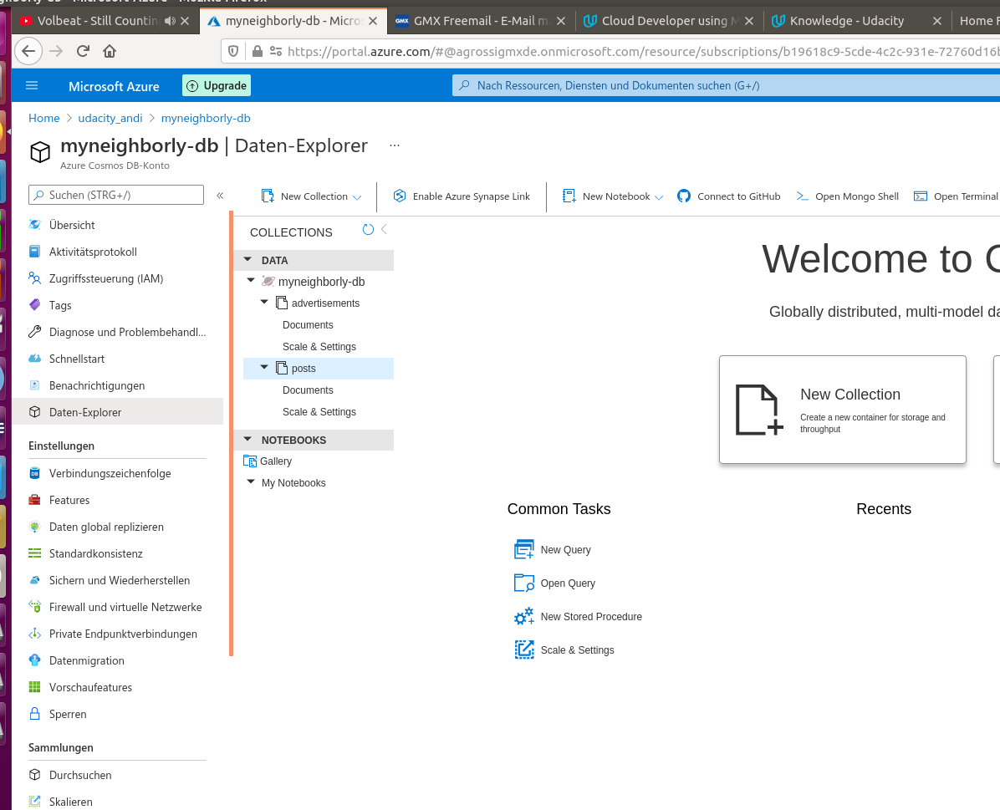 Volbeat - Still Countin
myneighborly-db - Micro
GMX Freemail - E-Mail m
Cloud Developer using M
Knowledge - Udacity
Home
https://portal.azure.com/#@agrossigmxde.onmicrosoft.com/resource/subscriptions/b19618c9-5cde-4c2c-931e-72760d16b
Microsoft Azure
Upgrade
Nach Ressourcen, Diensten und Dokumenten suchen (G+/)
Home > udacity_andi > myneighborly-db
myneighborly-db | Daten-Explorer ...
Azure Cosmos DB-Konto
Suchen (STRG+/)
«
New Collection
Enable Azure Synapse Link
New Notebook
Connect to GitHub
Open Mongo Shell
Open Terminal
Übersicht
Aktivitätsprotokoll
Zugriffssteuerung (IAM)
Tags
Diagnose und Problembehandl...
Schnellstart
Benachrichtigungen
Daten-Explorer
Einstellungen
Verbindungszeichenfolge
Features
Daten global replizieren
Standardkonsistenz
Sichern und Wiederherstellen
Firewall und virtuelle Netzwerke
Private Endpunktverbindungen
Datenmigration
Vorschaufeatures
Sperren
Sammlungen
Durchsuchen
Skalieren
COLLECTIONS
DATA
myneighborly-db
advertisements
Documents
Scale & Settings
posts
Documents
Scale & Settings
NOTEBOOKS
Gallery
My Notebooks
Welcome to C
Globally distributed, multi-model da
New Collection
Create a new container for storage and
throughput
Common Tasks
New Query
Open Query
New Stored Procedure
Scale & Settings
Recents